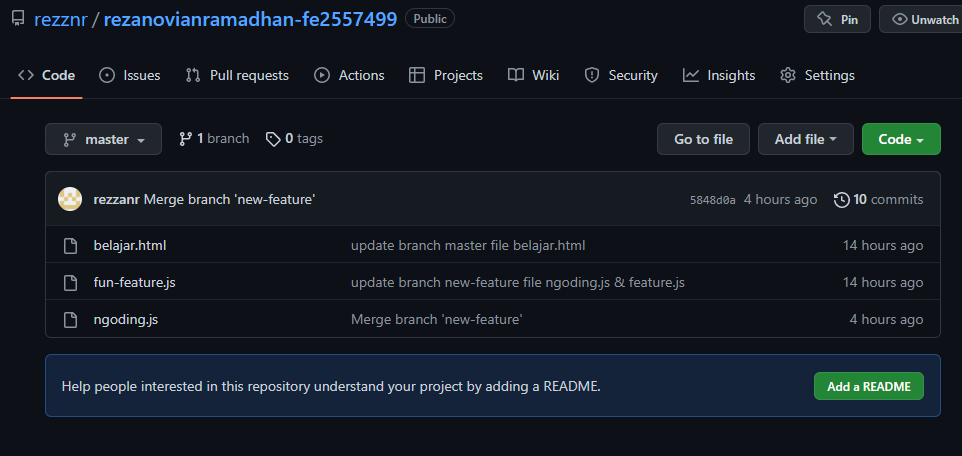 rezznr / rezanovianramadhan-fe2557499 Public Pin Unwatch
Code Issues Pull requests Actions Projects Wiki Security Insights Settings
master 1 branch 0 tags Go to file Add file Code
rezzanr Merge branch 'new-feature' 5848d0a 4 hours ago 10 commits
belajar.html update branch master file belajar.html 14 hours ago
fun-feature.js update branch new-feature file ngoding.js & feature.js 14 hours ago
ngoding.js Merge branch 'new-feature' 4 hours ago
Help people interested in this repository understand your project by adding a README. Add a README